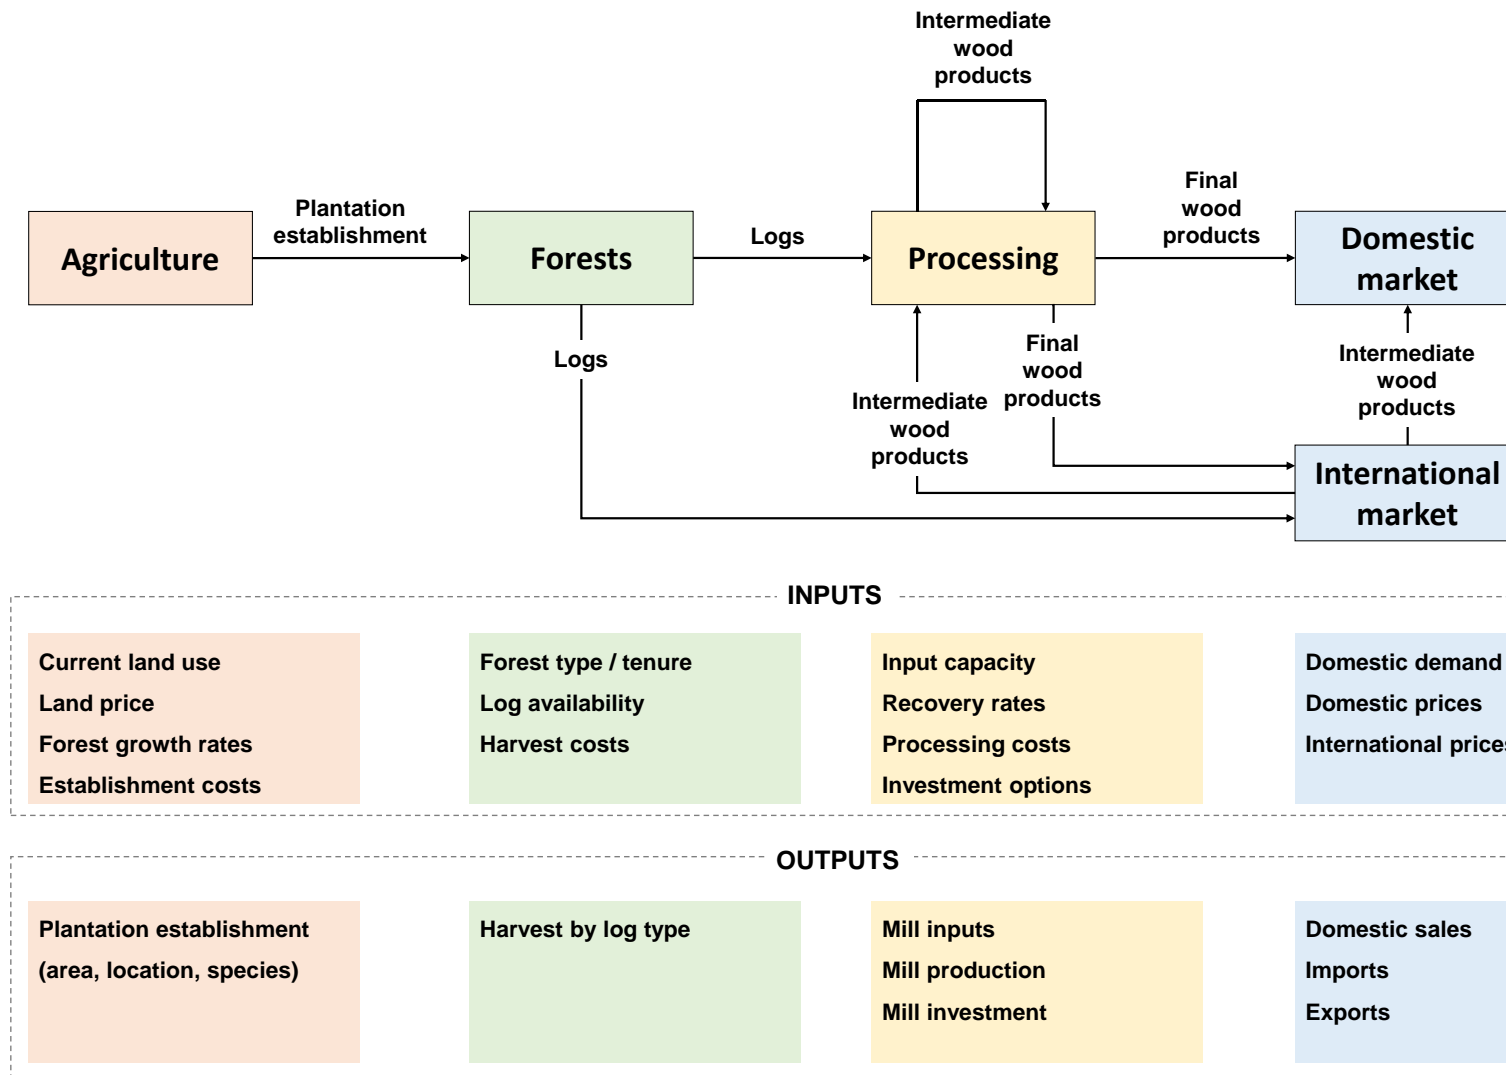 Intermediate
wood
products
Plantation
establishment
Logs
Final
wood
products
Agriculture
Forests
Processing
Domestic
market
Logs
Intermediate
wood
products
Final
wood
products
Intermediate
wood
products
International
market
INPUTS
Current land use
Land price
Forest growth rates
Establishment costs
Forest type / tenure
Log availability
Harvest costs
Input capacity
Recovery rates
Processing costs
Investment options
Domestic demand
Domestic prices
International prices
OUTPUTS
Plantation establishment
(area, location, species)
Harvest by log type
Mill inputs
Mill production
Mill investment
Domestic sales
Imports
Exports